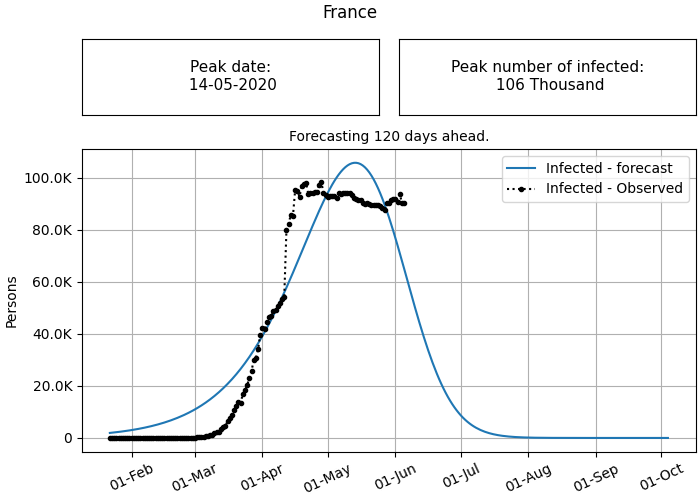 France
Peak date:
14-05-2020
Peak number of infected:
106 Thousand
Forecasting 120 days ahead.
Infected - forecast
Infected - Observed
Persons
100.0K
80.0K
60.0K
40.0K
20.0K
0
01-Feb
01-Mar
01-Apr
01-May
01-Jun
01-Jul
01-Aug
01-Sep
01-Oct